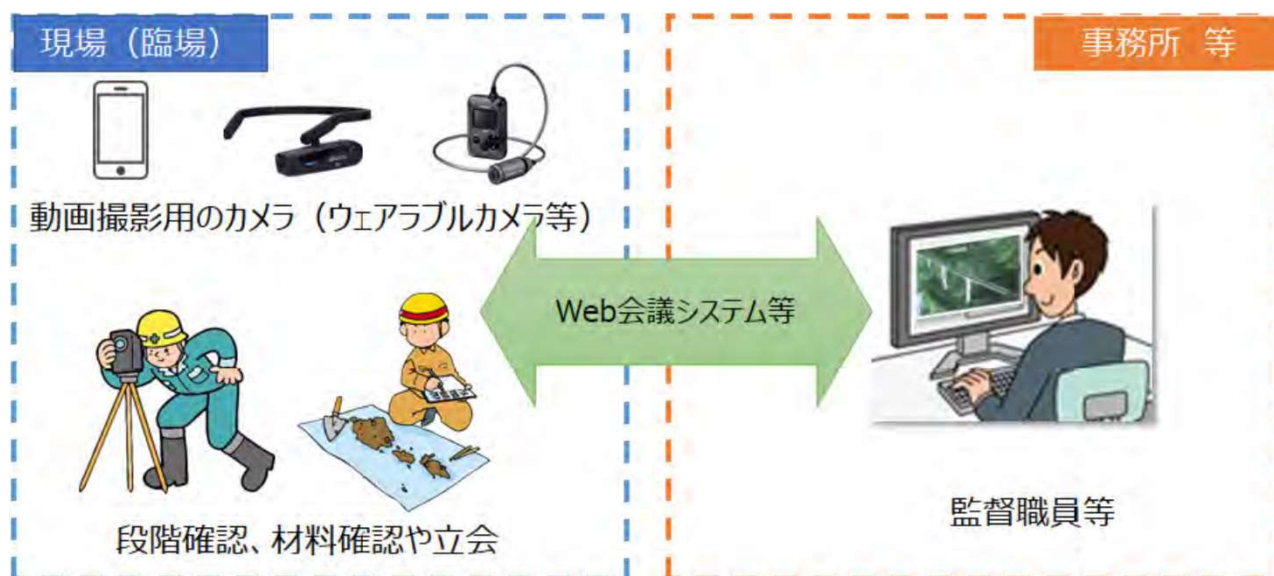 現場（臨場）
事務所 等
動画撮影用のカメラ（ウェアラブルカメラ等）
Web会議システム等
段階確認、材料確認や立会
監督職員等